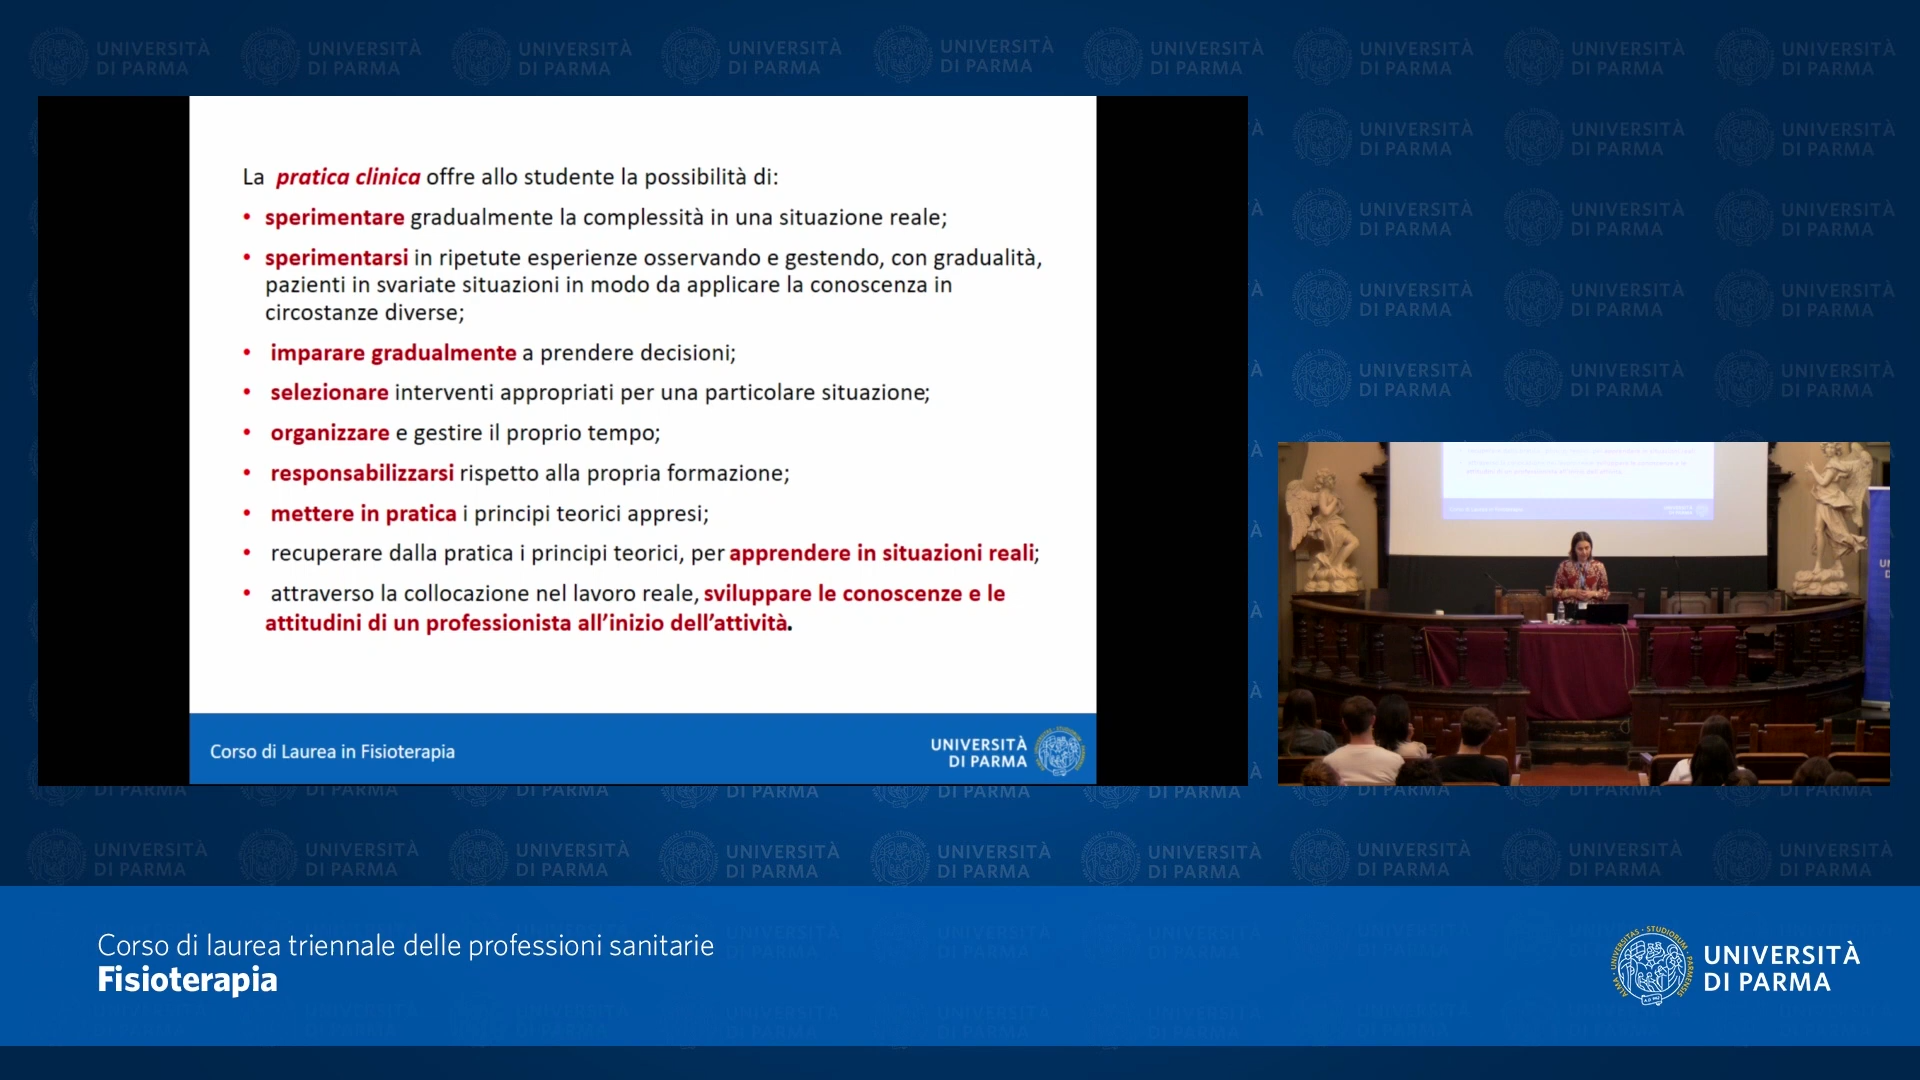 La pratica clinica offre allo studente la possibilità di:
• sperimentare gradualmente la complessità in una situazione reale;
• sperimentarsi in ripetute esperienze osservando e gestendo, con gradualità,
pazienti in svariate situazioni in modo da applicare la conoscenza in
circostanze diverse;
• imparare gradualmente a prendere decisioni;
• selezionare interventi appropriati per una particolare situazione;
• organizzare e gestire il proprio tempo;
• responsabilizzarsi rispetto alla propria formazione;
• mettere in pratica i principi teorici appresi;
• recuperare dalla pratica i principi teorici, per apprendere in situazioni reali;
• attraverso la collocazione nel lavoro reale, sviluppare le conoscenze e le
attitudini di un professionista all’inizio dell’attività.
Corso di Laurea in Fisioterapia
UNIVERSITÀ
DI PARMA
Corso di laurea triennale delle professioni sanitarie
Fisioterapia
UNIVERSITÀ
DI PARMA